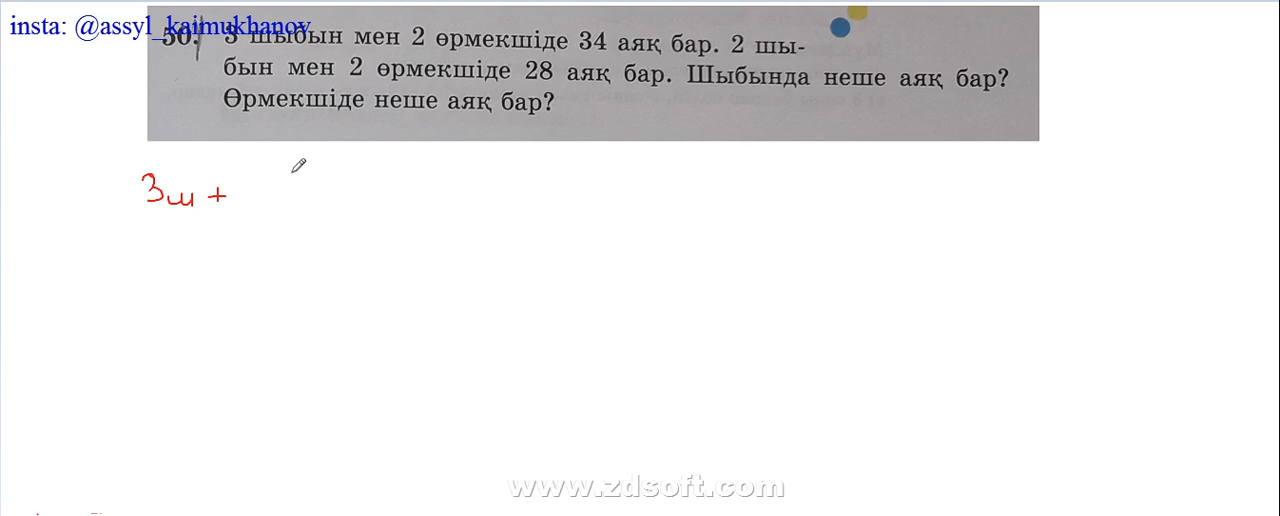 insta: @assyl_kaimukhanov
50. 3 шыбын мен 2 өрмекшіде 34 аяқ бар. 2 шы-
бын мен 2 өрмекшіде 28 аяқ бар. Шыбында неше аяқ бар?
Өрмекшіде неше аяқ бар?
3ш +
www.zdsoft.com